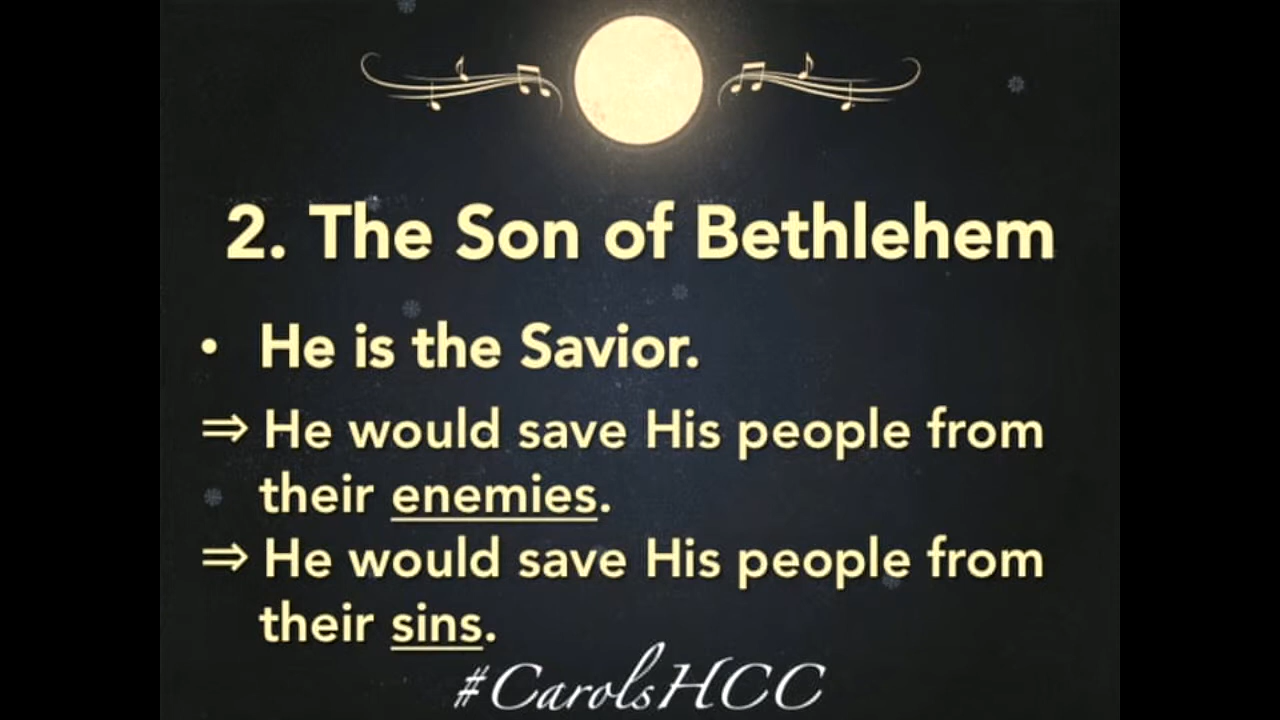 2. The Son of Bethlehem
• He is the Savior.
⇒ He would save His people from
their enemies.
⇒ He would save His people from
their sins.
#CarolsHCC